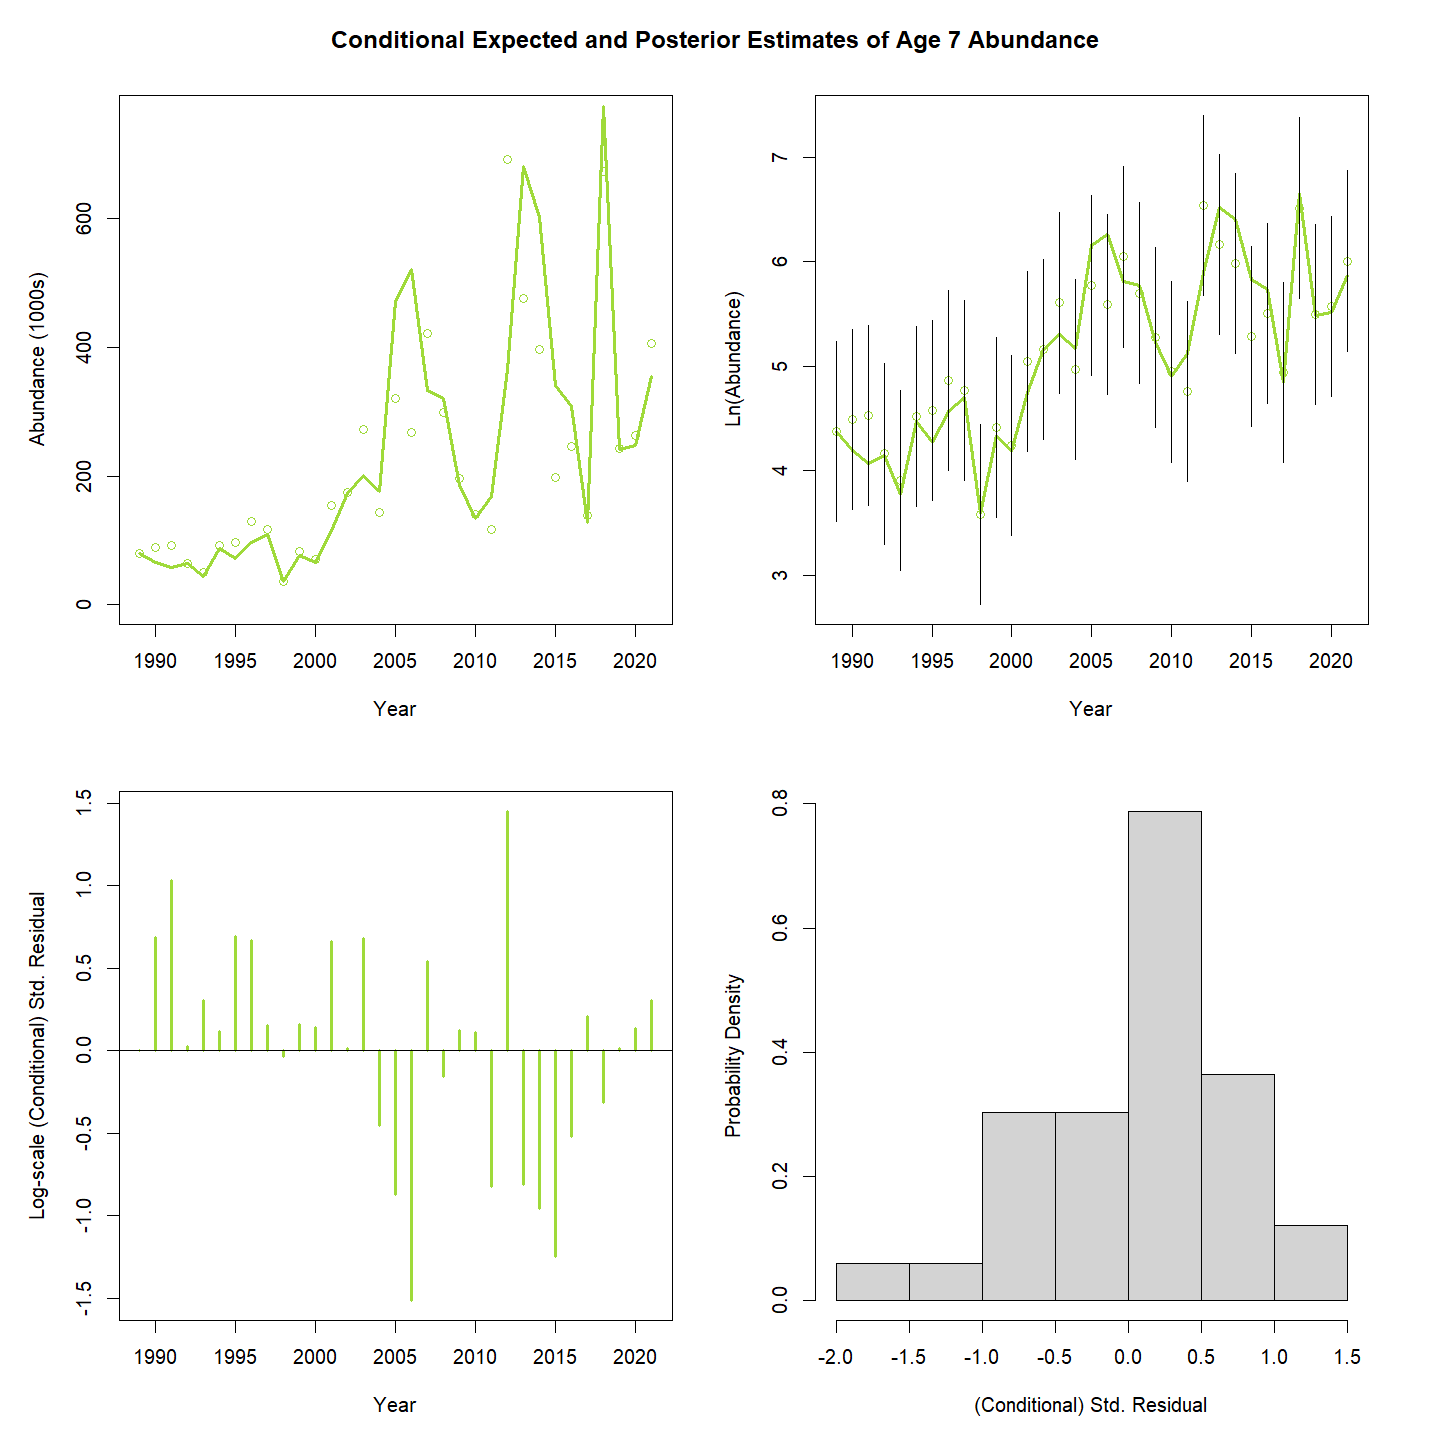 Conditional Expected and Posterior Estimates of Age 7 Abundance
Abundance (1000s)
600
400
200
0
1990 1995 2000 2005 2010 2015 2020
Year
Ln(Abundance)
7
6
5
4
3
1990 1995 2000 2005 2010 2015 2020
Year
Log-scale (Conditional) Std. Residual
1.5
1.0
0.5
0.0
-0.5
-1.0
-1.5
1990 1995 2000 2005 2010 2015 2020
Year
Probability Density
0.8
0.6
0.4
0.2
0.0
-2.0 -1.5 -1.0 -0.5 0.0 0.5 1.0 1.5
(Conditional) Std. Residual